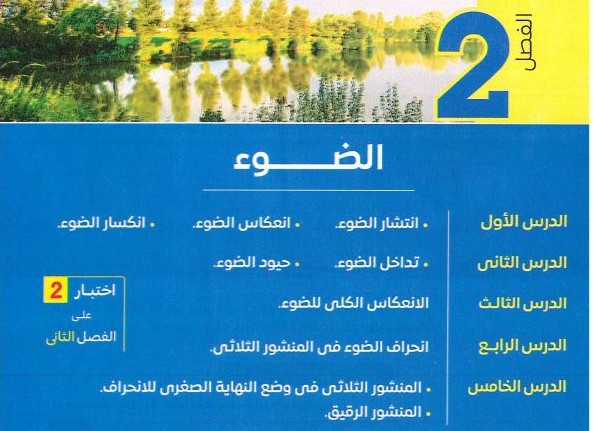 الفصل 2
الضـــــوء
الدرس الأول • انتشار الضوء. • انعكاس الضوء. • انكسار الضوء.
الدرس الثانى • تداخل الضوء. • حيود الضوء.
الدرس الثالث الانعكاس الكلى للضوء.
الدرس الرابع انحراف الضوء فى المنشور الثلاثى.
الدرس الخامس • المنشور الثلاثى فى وضع النهاية الصغرى للانحراف.
• المنشور الرقيق.
اختبار 2
على
الفصل الثانى